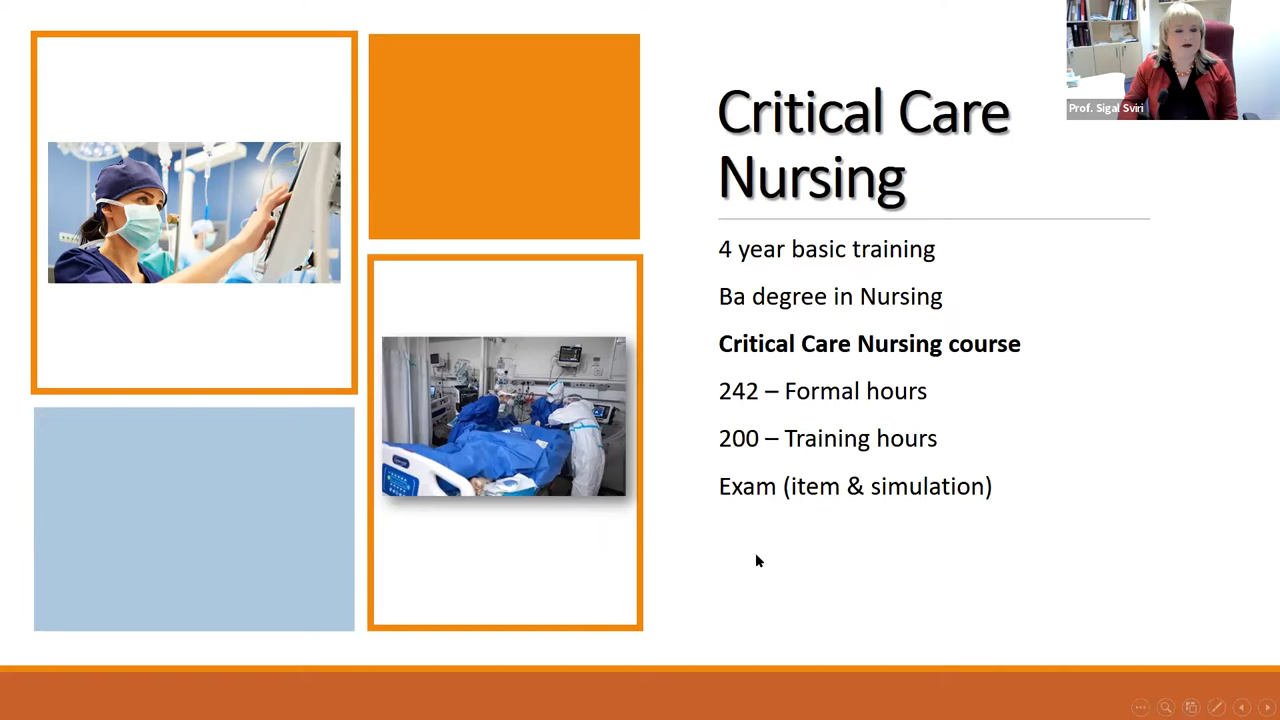 Prof. Sigal Sviri
Critical Care
Nursing
4 year basic training
Ba degree in Nursing
Critical Care Nursing course
242 – Formal hours
200 – Training hours
Exam (item & simulation)